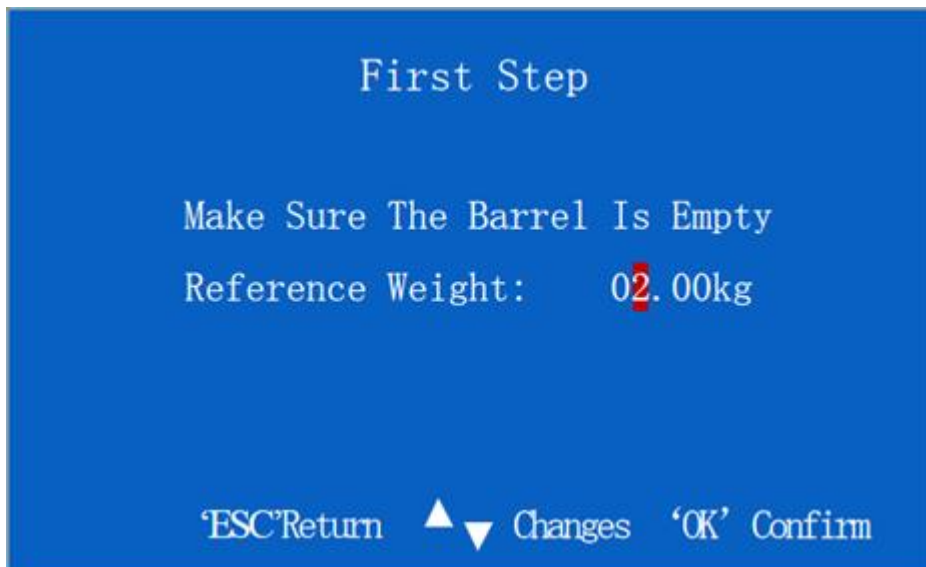 First Step
Make Sure The Barrel Is Empty
Reference Weight: 02.00kg
‘ESC’Return ▲▼ Changes ‘OK’ Confirm